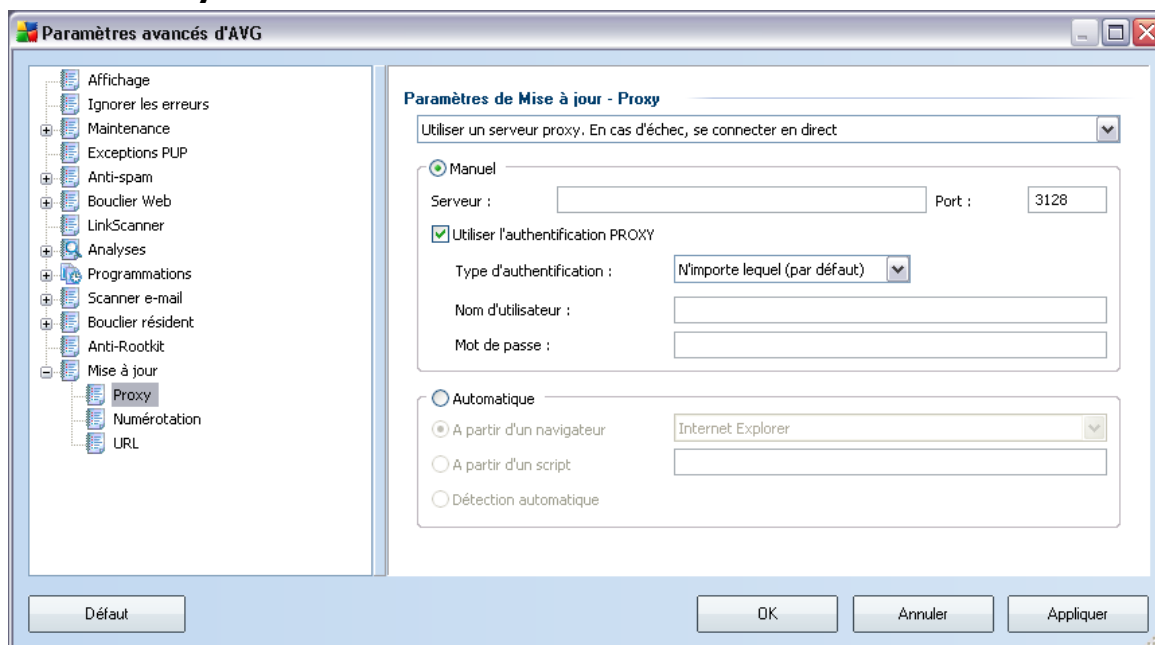 Paramètres avancés d'AVG
Affichage
Ignorer les erreurs
Maintenance
Exceptions PUP
Anti-spam
Bouclier Web
LinkScanner
Analyses
Programmations
Scanner e-mail
Bouclier résident
Anti-Rootkit
Mise à jour
Proxy
Numérotation
URL
Paramètres de Mise à jour - Proxy
Utiliser un serveur proxy. En cas d'échec, se connecter en direct
Manuel
Serveur : Port : 3128
Utiliser l'authentification PROXY
Type d'authentification : N'importe lequel (par défaut)
Nom d'utilisateur :
Mot de passe :
Automatique
A partir d'un navigateur Internet Explorer
A partir d'un script
Détection automatique
Défaut OK Annuler Appliquer